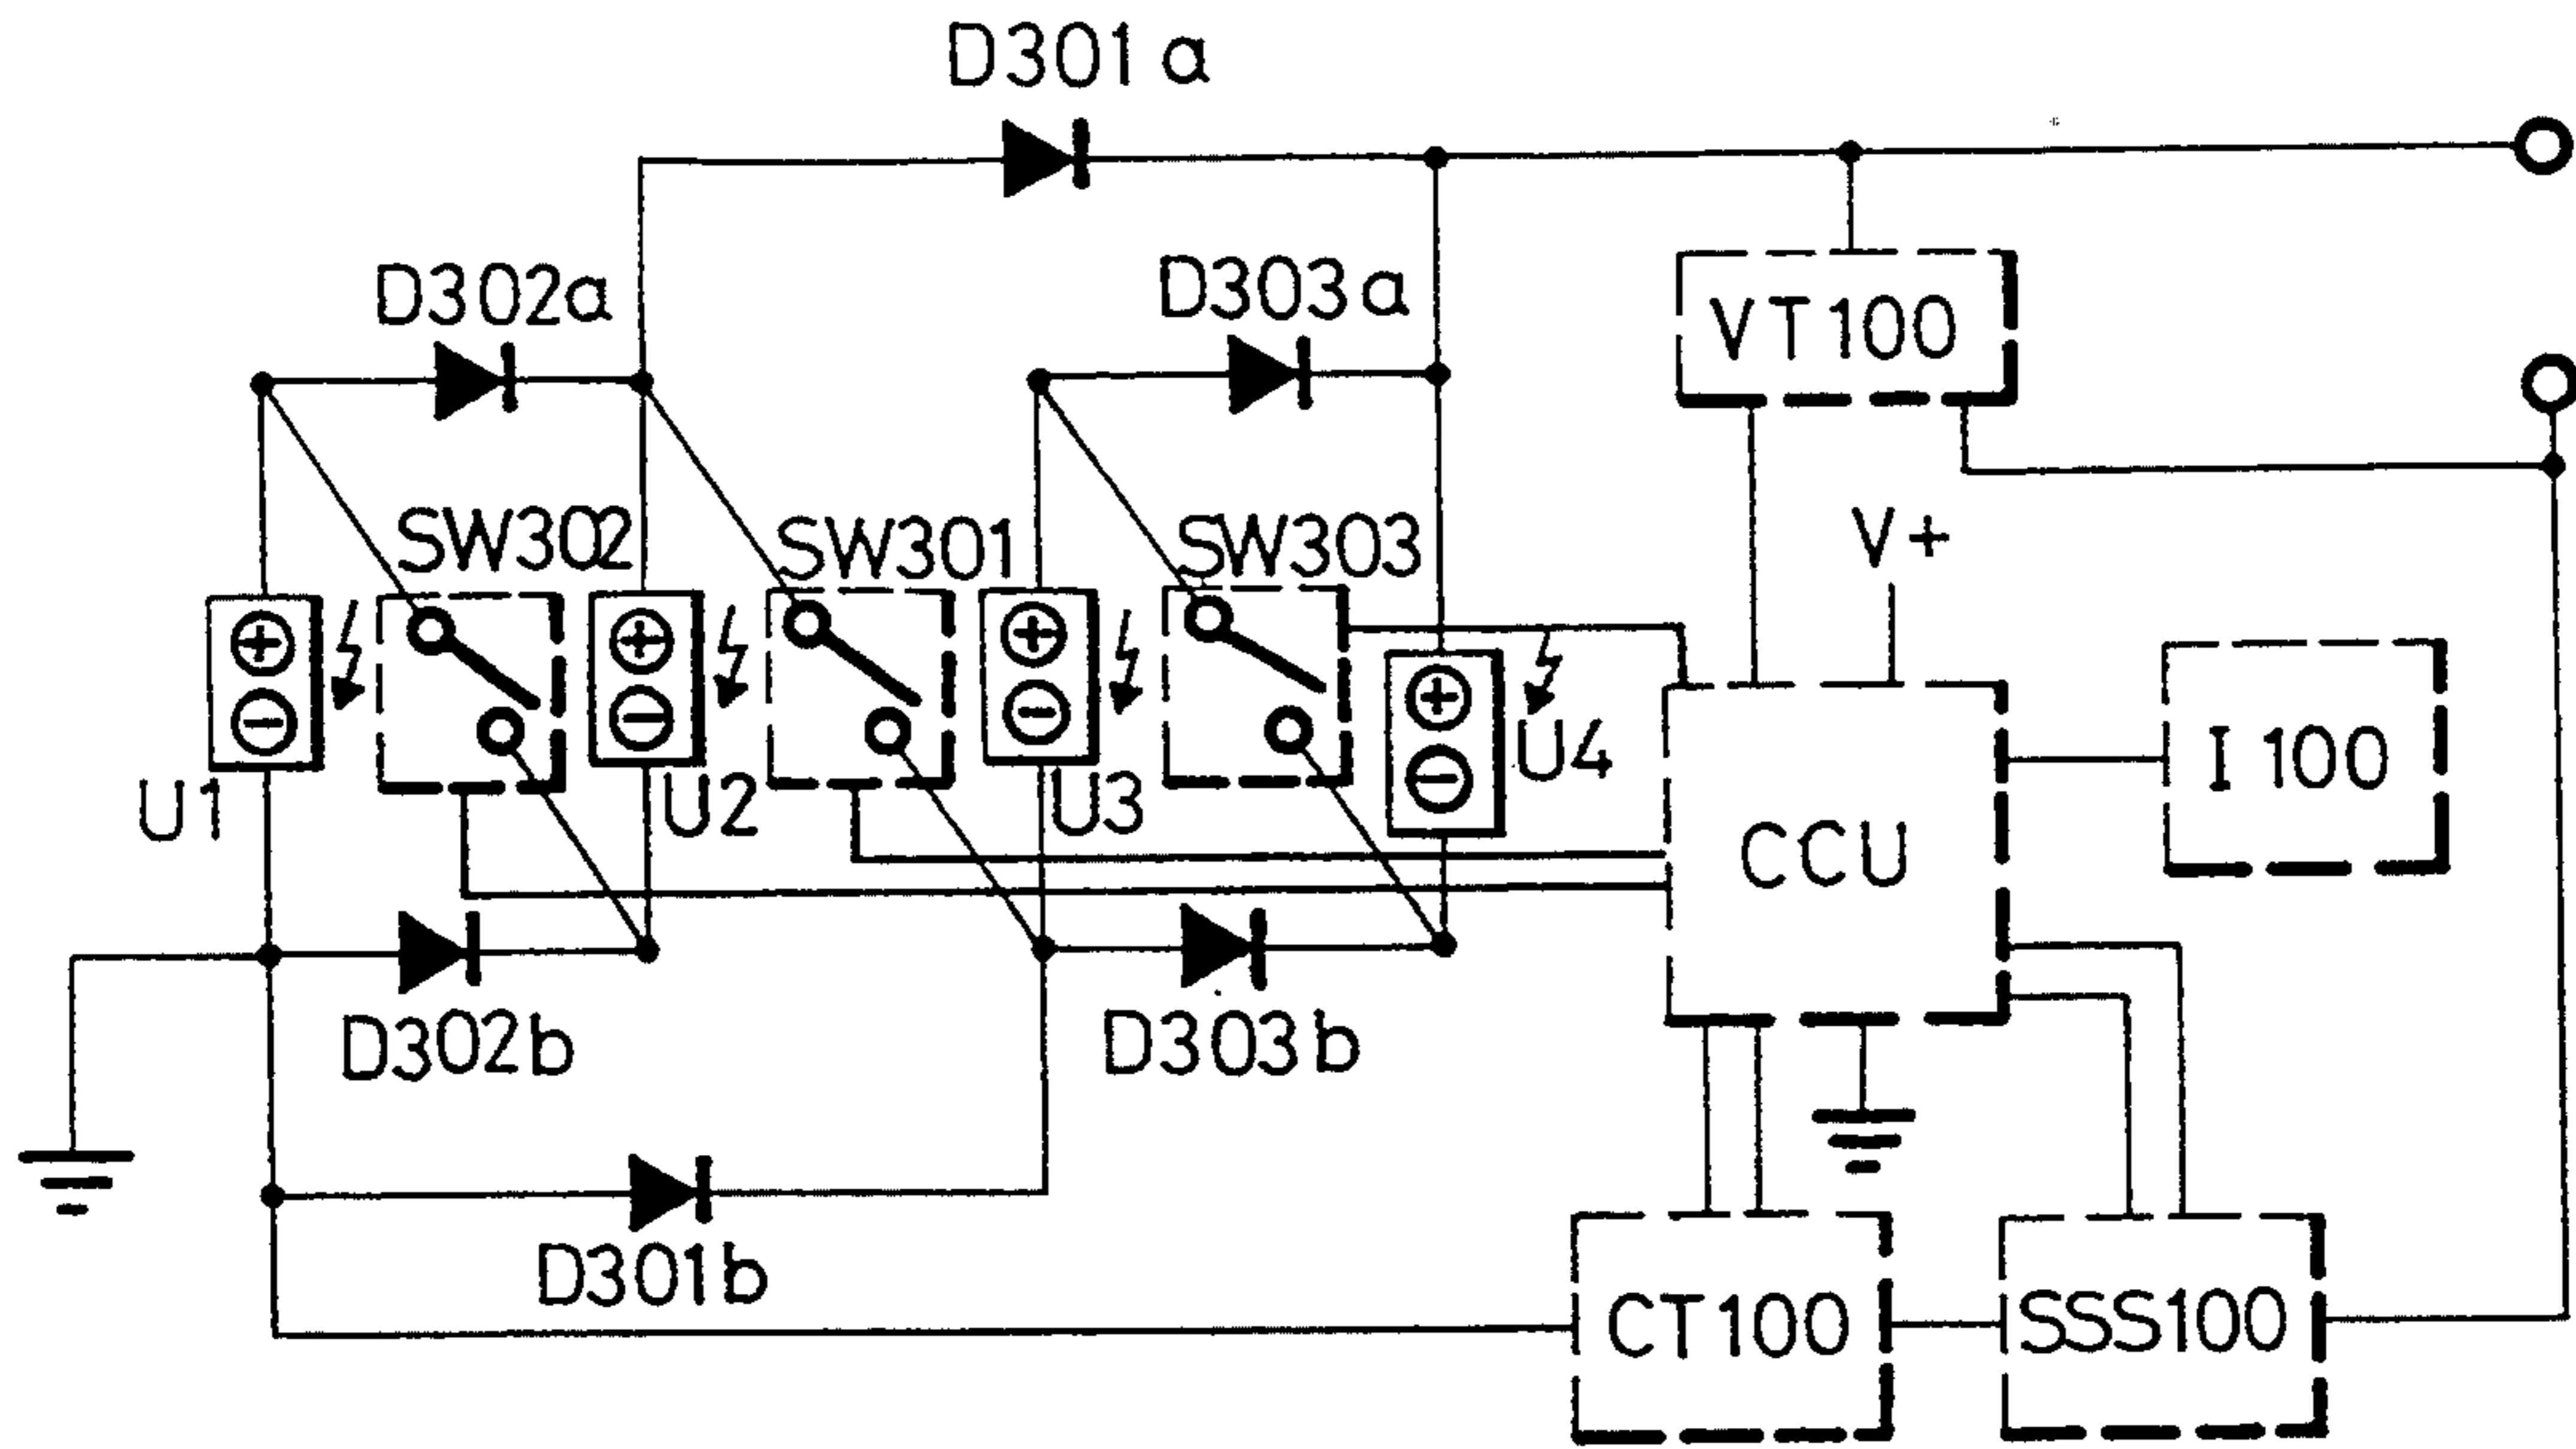 D301a
D302a
D303a
VT100
V+
SW302
SW301
SW303
U1
U2
U3
U4
CCU
I100
D302b
D303b
D301b
CT100
SSS100